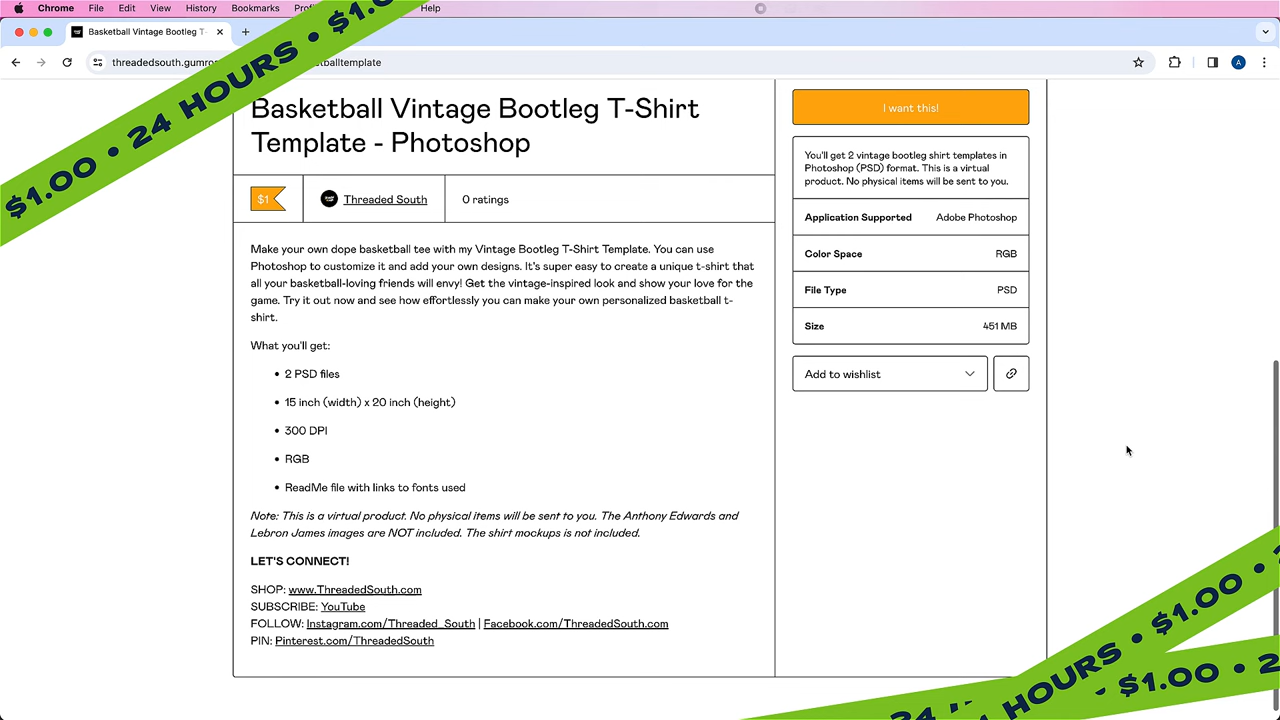 Chrome File Edit View History Bookmarks Help
Basketball Vintage Bootleg T-
$1.00 • 24 HOURS • $1.0
Basketball Vintage Bootleg T-Shirt
Template - Photoshop
$1
Threaded South
0 ratings
Make your own dope basketball tee with my Vintage Bootleg T-Shirt Template. You can use
Photoshop to customize it and add your own designs. It's super easy to create a unique t-shirt that
all your basketball-loving friends will envy! Get the vintage-inspired look and show your love for the
game. Try it out now and see how effortlessly you can make your own personalized basketball t-
shirt.
What you'll get:
• 2 PSD files
• 15 inch (width) x 20 inch (height)
• 300 DPI
• RGB
• ReadMe file with links to fonts used
Note: This is a virtual product. No physical items will be sent to you. The Anthony Edwards and
Lebron James images are NOT included. The shirt mockups is not included.
LET'S CONNECT!
SHOP: www.ThreadedSouth.com
SUBSCRIBE: YouTube
FOLLOW: Instagram.com/Threaded_South | Facebook.com/ThreadedSouth.com
PIN: Pinterest.com/ThreadedSouth
I want this!
You'll get 2 vintage bootleg shirt templates in
Photoshop (PSD) format. This is a virtual
product. No physical items will be sent to you.
Application Supported Adobe Photoshop
Color Space RGB
File Type PSD
Size 451 MB
Add to wishlist
HOURS • $1.00 • 2
$1.00 • 2